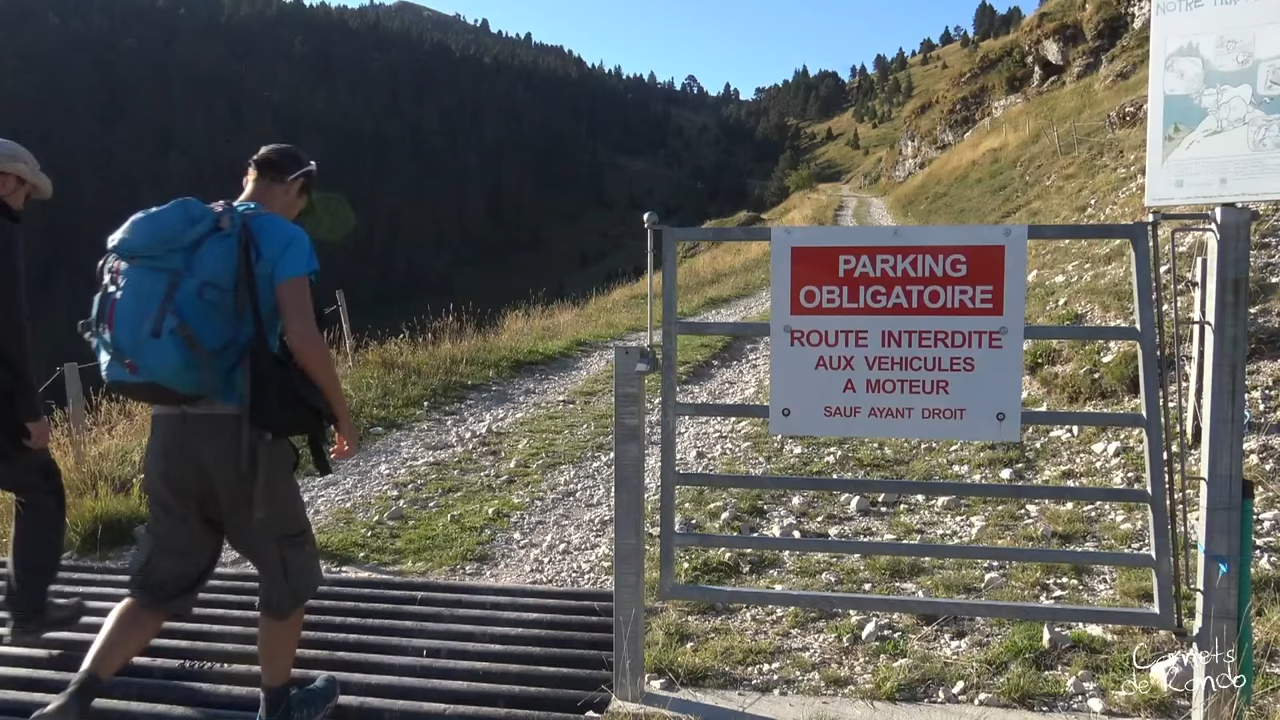 NOTRE
PARKING
OBLIGATOIRE
ROUTE INTERDITE
AUX VEHICULES
A MOTEUR
SAUF AYANT DROIT
Carnets
de Rando